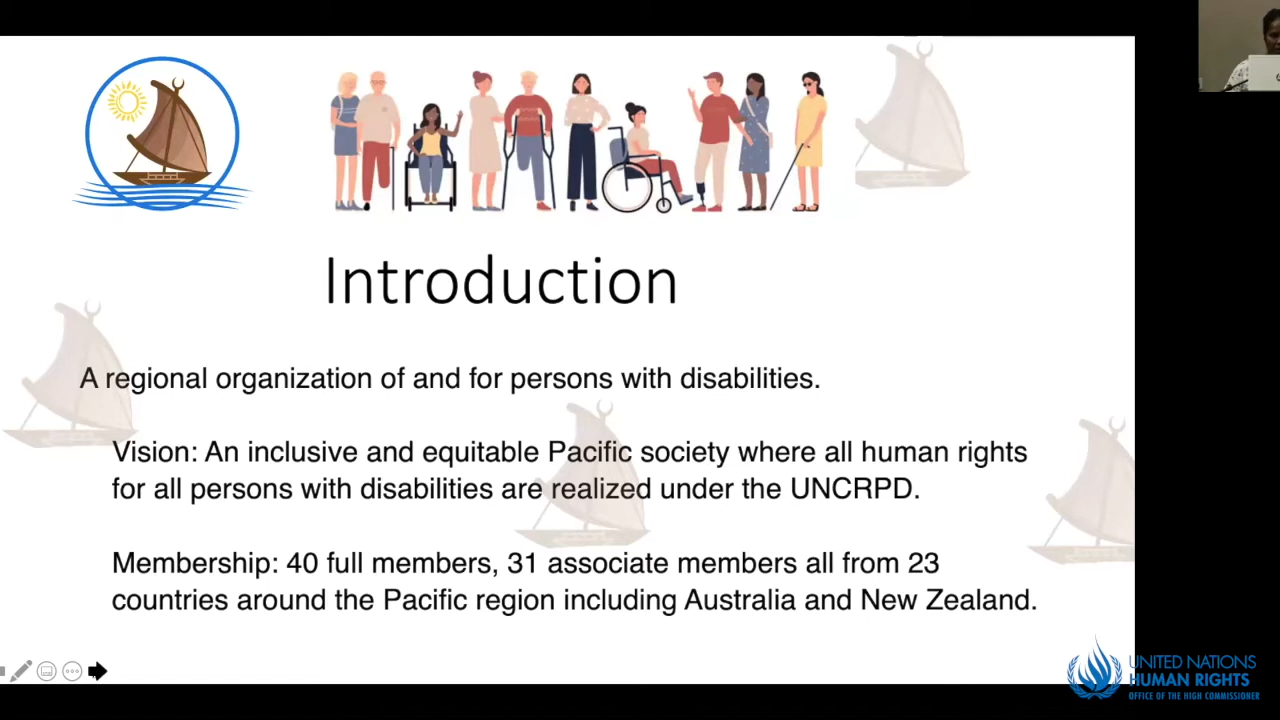 Introduction
A regional organization of and for persons with disabilities.
Vision: An inclusive and equitable Pacific society where all human rights
for all persons with disabilities are realized under the UNCRPD.
Membership: 40 full members, 31 associate members all from 23
countries around the Pacific region including Australia and New Zealand.
UNITED NATIONS
HUMAN RIGHTS
OFFICE OF THE HIGH COMMISSIONER